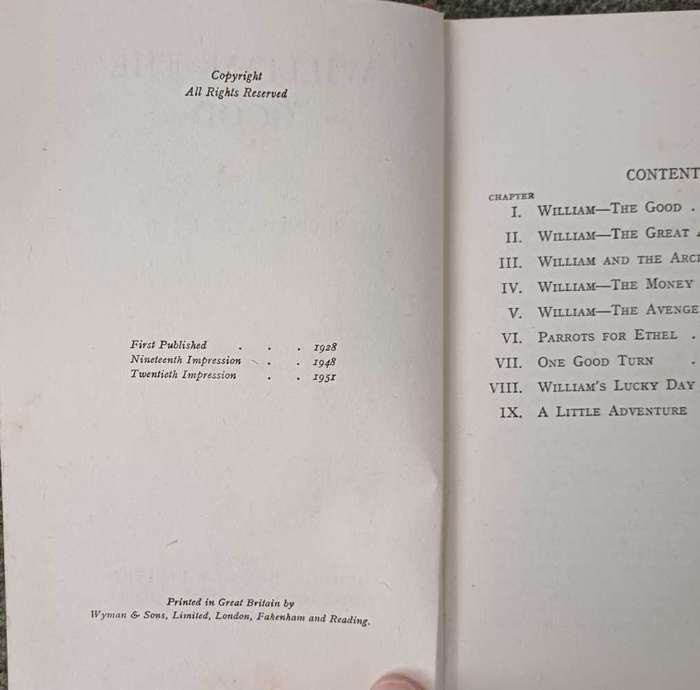 Copyright
All Rights Reserved
First Published . . . 1928
Nineteenth Impression . . 1948
Twentieth Impression . . 1951
Printed in Great Britain by
Wyman & Sons, Limited, London, Fakenham and Reading.
CONTENT
CHAPTER
I. WILLIAM—THE GOOD .
II. WILLIAM—THE GREAT
III. WILLIAM AND THE ARC
IV. WILLIAM—THE MONEY
V. WILLIAM—THE AVENGE
VI. PARROTS FOR ETHEL .
VII. ONE GOOD TURN .
VIII. WILLIAM'S LUCKY DAY
IX. A LITTLE ADVENTURE